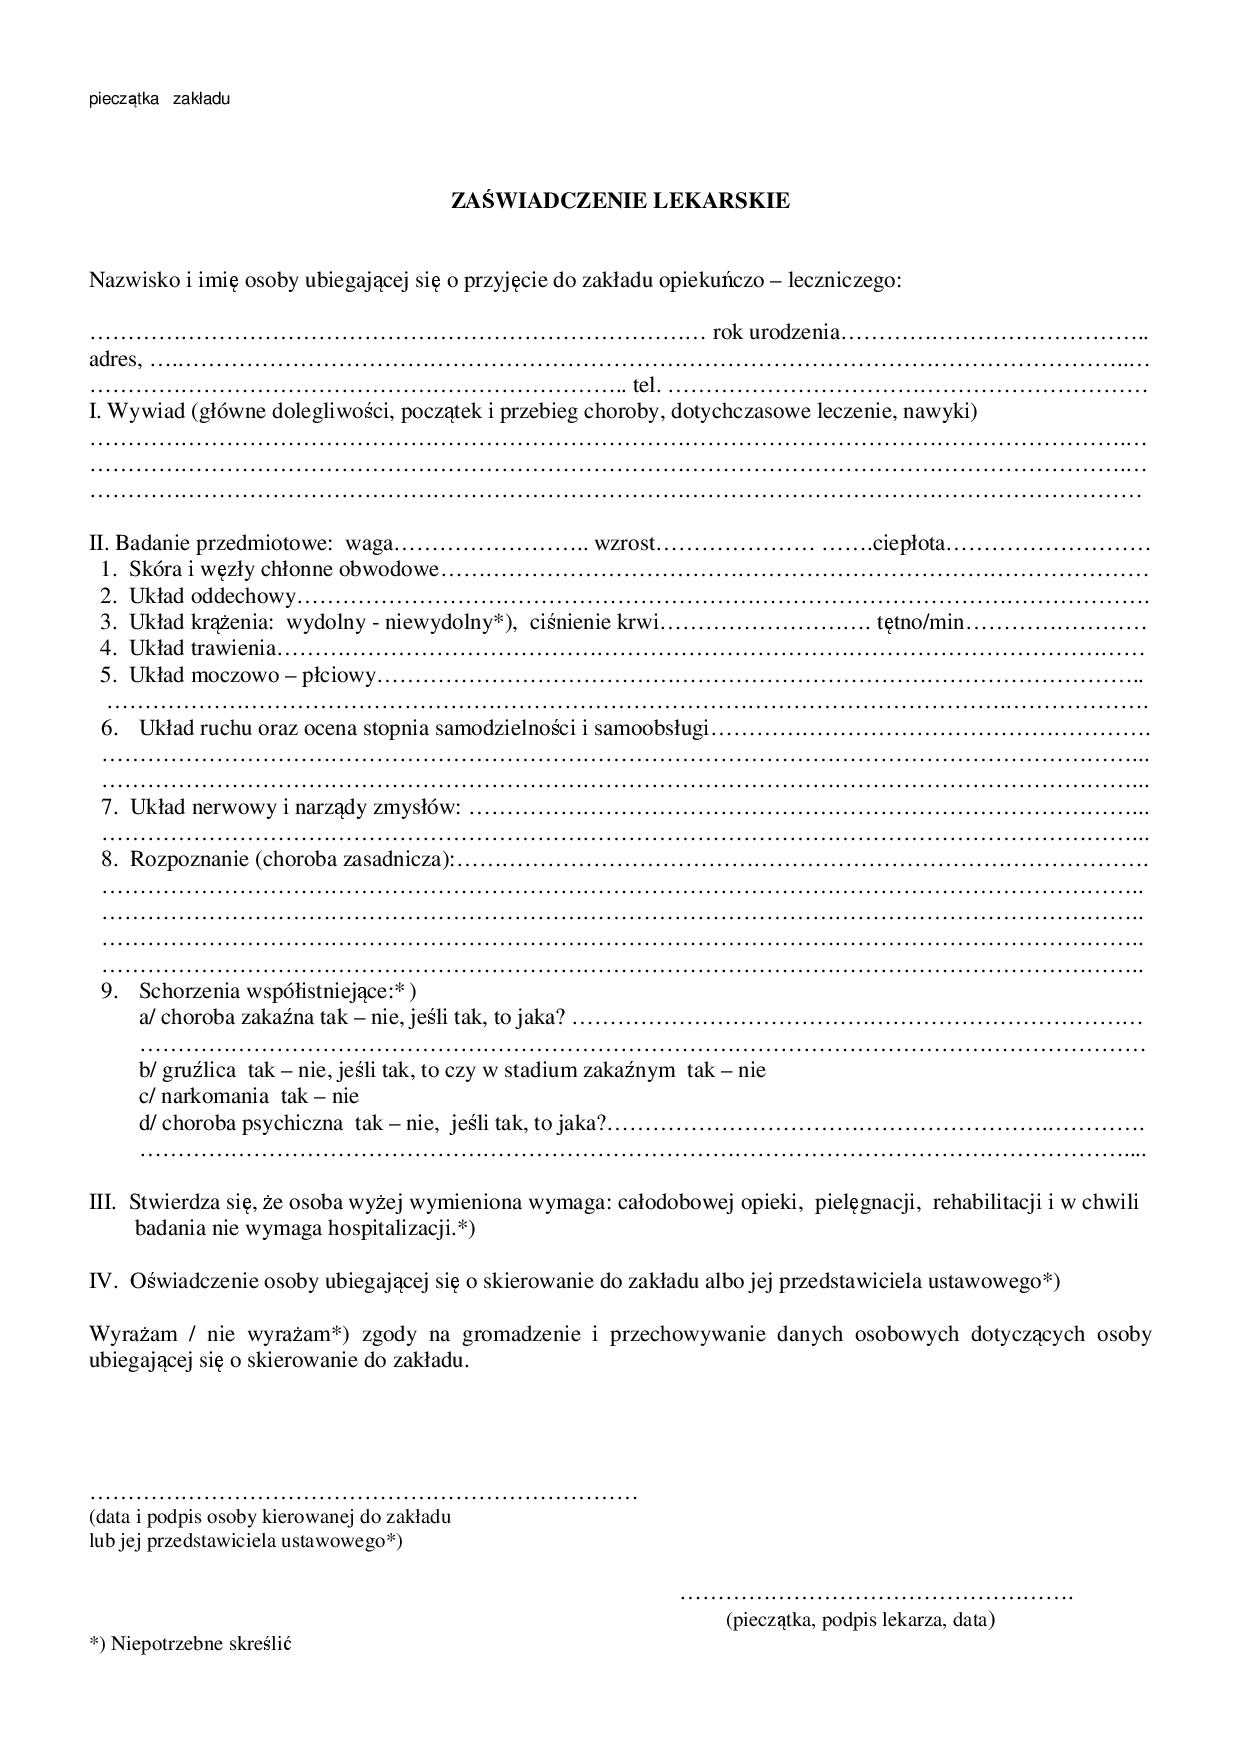 pieczątka zakładu
ZAŚWIADCZENIE LEKARSKIE
Nazwisko i imię osoby ubiegającej się o przyjęcie do zakładu opiekuńczo – leczniczego:
……………………………………………………………………… rok urodzenia…………………………………..
adres, ……………………………………………………………………………………………………………………
…………………………………………………………….. tel. ………………………………………………………
I. Wywiad (główne dolegliwości, początek i przebieg choroby, dotychczasowe leczenie, nawyki)
…………………………………………………………………………………………………………………………
…………………………………………………………………………………………………………………………
…………………………………………………………………………………………………………………………
II. Badanie przedmiotowe: waga…………………….. wzrost………………… …….ciepłota………………………
1. Skóra i węzły chłonne obwodowe…………………………………………………………………………………
2. Układ oddechowy………………………………………………………………………………………………….
3. Układ krążenia: wydolny - niewydolny*), ciśnienie krwi………………………. tętno/min……………………
4. Układ trawienia……………………………………………………………………………………………………
5. Układ moczowo – płciowy………………………………………………………………………………………..
……………………………………………………………………………………………………………………….
6. Układ ruchu oraz ocena stopnia samodzielności i samoobsługi………………………………………………….
………………………………………………………………………………………………………………………...
………………………………………………………………………………………………………………………...
7. Układ nerwowy i narządy zmysłów: ……………………………………………………………………………...
………………………………………………………………………………………………………………………...
8. Rozpoznanie (choroba zasadnicza):……………………………………………………………………………….
………………………………………………………………………………………………………………………..
………………………………………………………………………………………………………………………..
………………………………………………………………………………………………………………………..
………………………………………………………………………………………………………………………..
9. Schorzenia współistniejące:*)
a/ choroba zakaźna tak – nie, jeśli tak, to jaka? …………………………………………………………………
……………………………………………………………………………………………………………………
b/ gruźlica tak – nie, jeśli tak, to czy w stadium zakaźnym tak – nie
c/ narkomania tak – nie
d/ choroba psychiczna tak – nie, jeśli tak, to jaka?…………………………………………………………….
…………………………………………………………………………………………………………………....
III. Stwierdza się, że osoba wyżej wymieniona wymaga: całodobowej opieki, pielęgnacji, rehabilitacji i w chwili
badania nie wymaga hospitalizacji.*)
IV. Oświadczenie osoby ubiegającej się o skierowanie do zakładu albo jej przedstawiciela ustawowego*)
Wyrażam / nie wyrażam*) zgody na gromadzenie i przechowywanie danych osobowych dotyczących osoby
ubiegającej się o skierowanie do zakładu.
………………………………………………………………
(data i podpis osoby kierowanej do zakładu
lub jej przedstawiciela ustawowego*)
…………………………………………….
(pieczątka, podpis lekarza, data)
*) Niepotrzebne skreślić